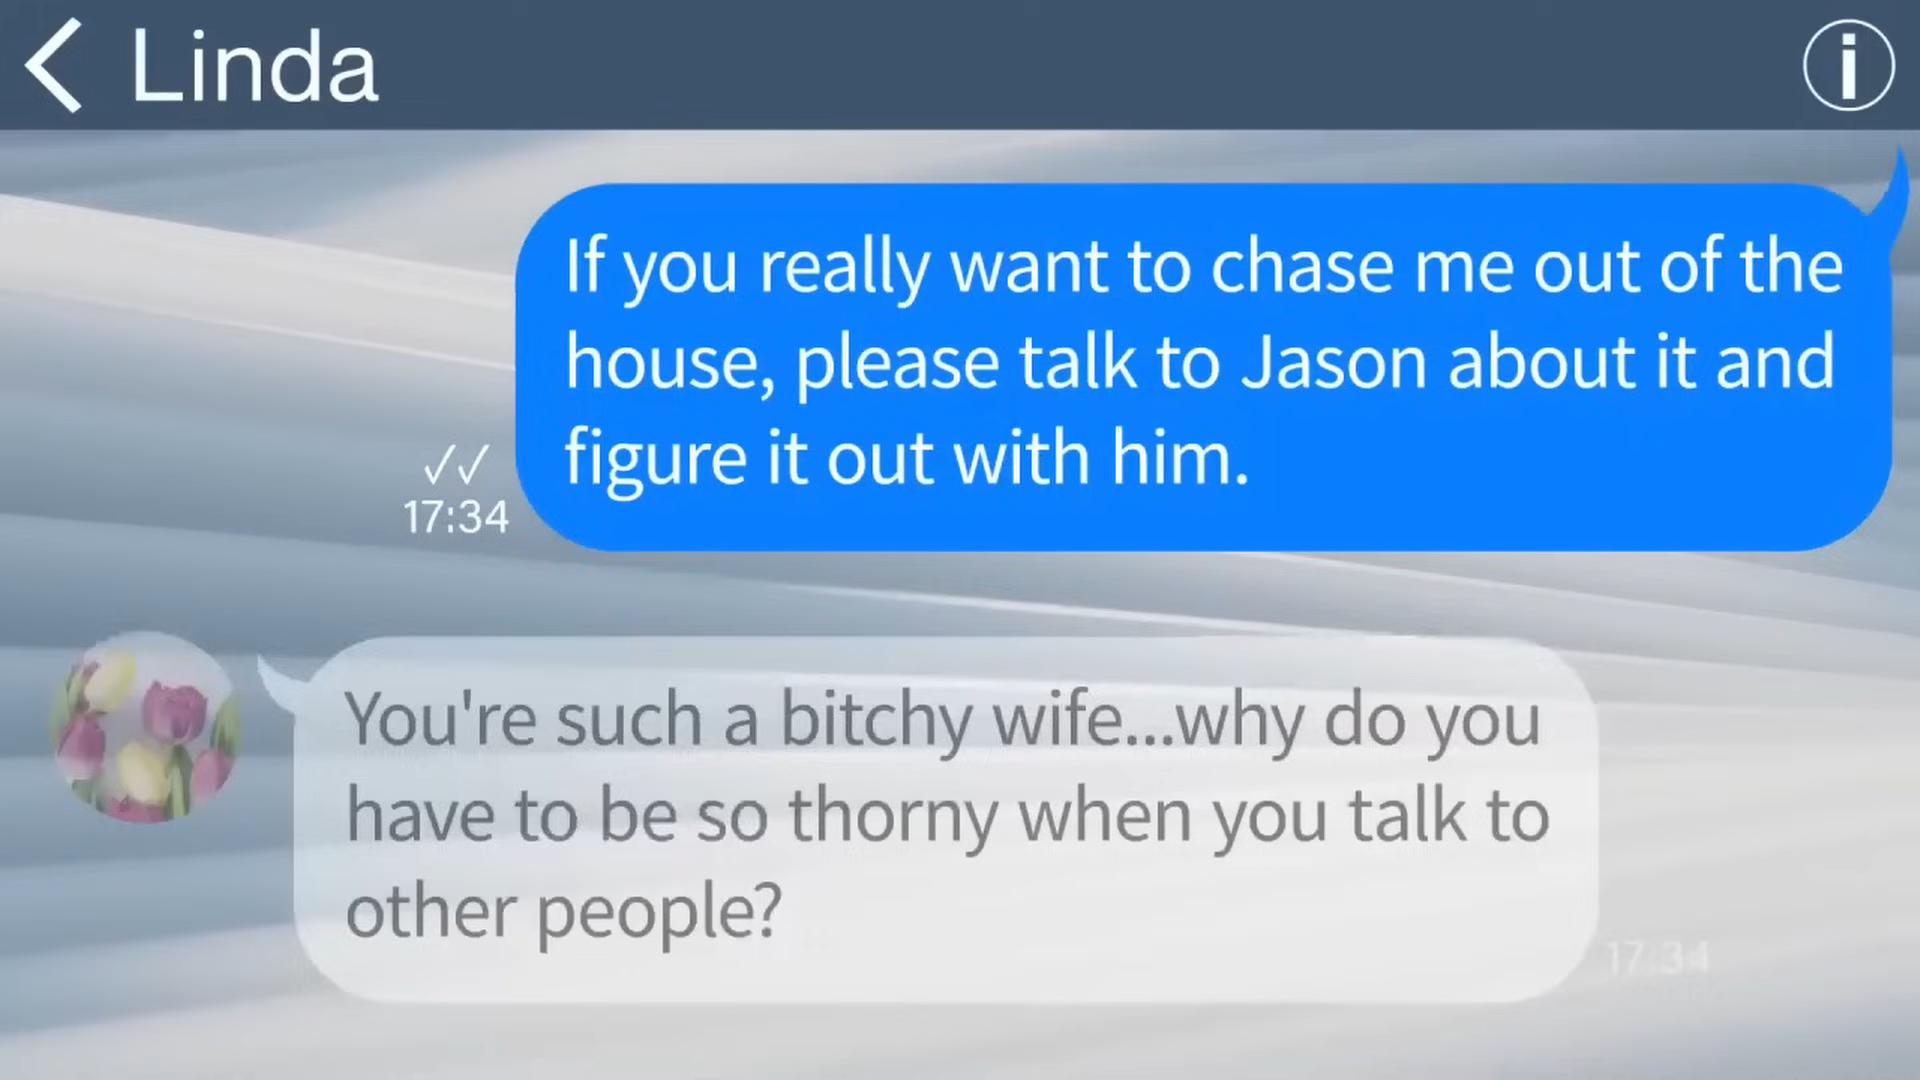 Linda
If you really want to chase me out of the
house, please talk to Jason about it and
figure it out with him.
17:34
You're such a bitchy wife...why do you
have to be so thorny when you talk to
other people?
17:34